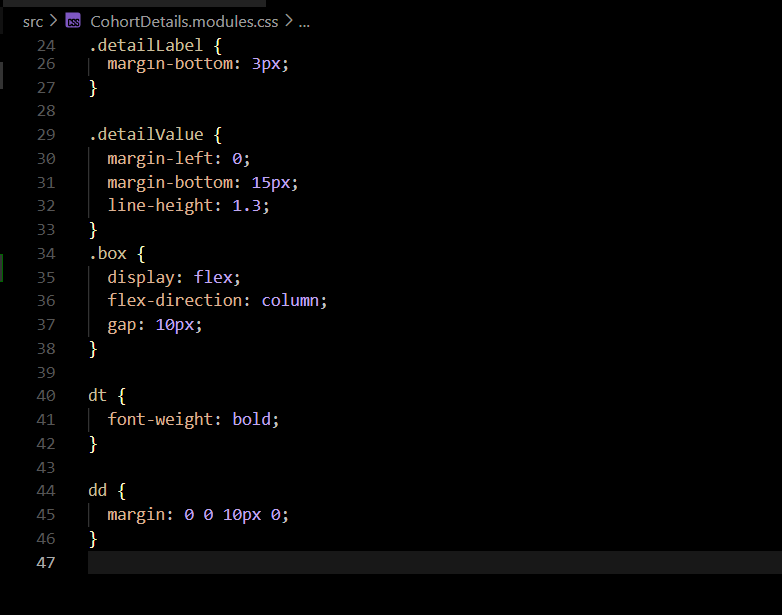 src > CohortDetails.modules.css > ...
24 .detailLabel {
26 margin-bottom: 3px;
27 }
28
29 .detailValue {
30 margin-left: 0;
31 margin-bottom: 15px;
32 line-height: 1.3;
33 }
34 .box {
35 display: flex;
36 flex-direction: column;
37 gap: 10px;
38 }
39
40 dt {
41 font-weight: bold;
42 }
43
44 dd {
45 margin: 0 0 10px 0;
46 }
47